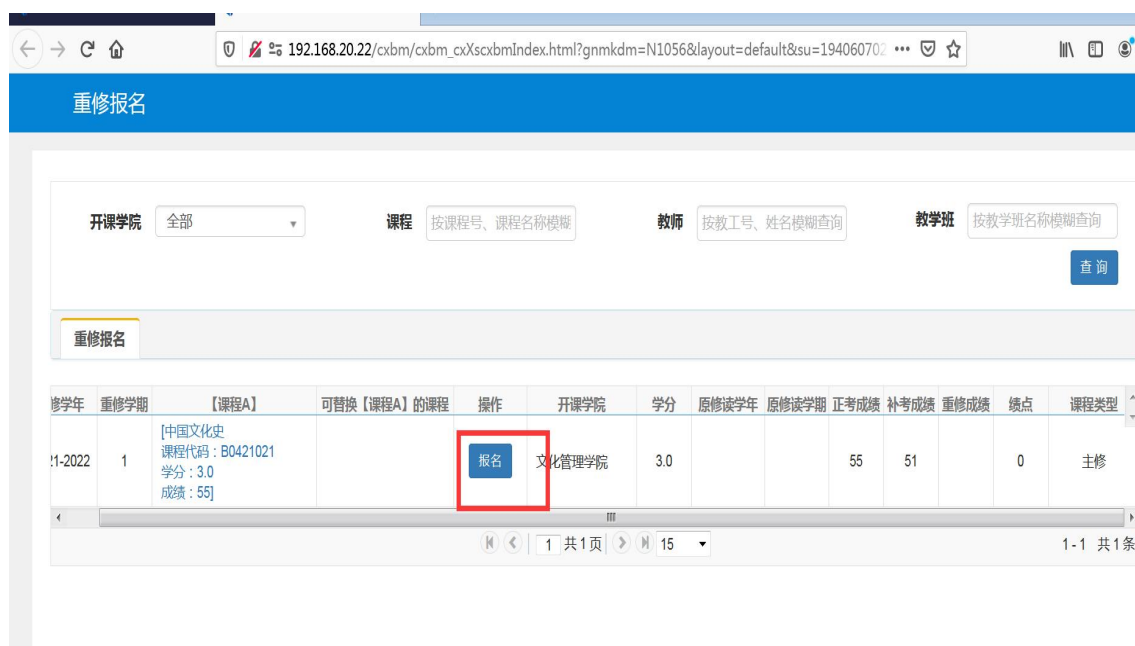 192.168.20.22/cxbm/cxbm_cxXscxbmIndex.html?gnmkdm=N1056&layout=default&su=194060702
重修报名
开课学院 全部 课程 按课程号、课程名称模糊 教师 按教工号、姓名模糊查询 教学班 按教学班名称模糊查询
查询
重修报名
修学年 重修学期 【课程A】 可替换【课程A】的课程 操作 开课学院 学分 原修读学年 原修读学期 正考成绩 补考成绩 重修成绩 绩点 课程类型
[中国文化史
课程代码：B0421021
学分：3.0
成绩：55]
21-2022 1 报名 文化管理学院 3.0 55 51 0 主修
1 共1页 15 1-1 共1条